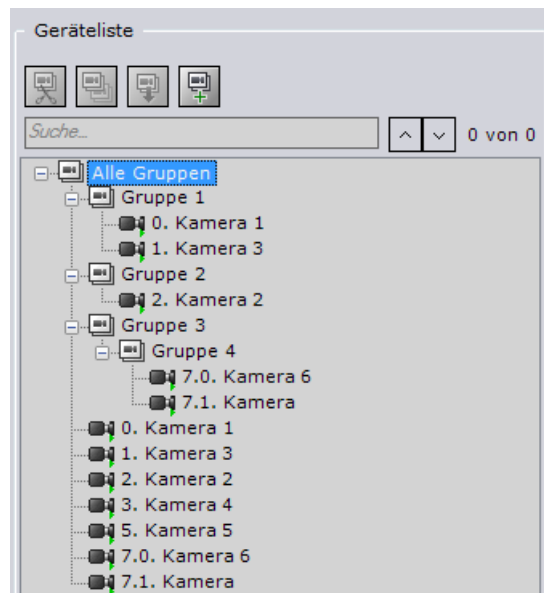 Geräteliste
Suche...
0 von 0
Alle Gruppen
Gruppe 1
0. Kamera 1
1. Kamera 3
Gruppe 2
2. Kamera 2
Gruppe 3
Gruppe 4
7.0. Kamera 6
7.1. Kamera
0. Kamera 1
1. Kamera 3
2. Kamera 2
3. Kamera 4
5. Kamera 5
7.0. Kamera 6
7.1. Kamera